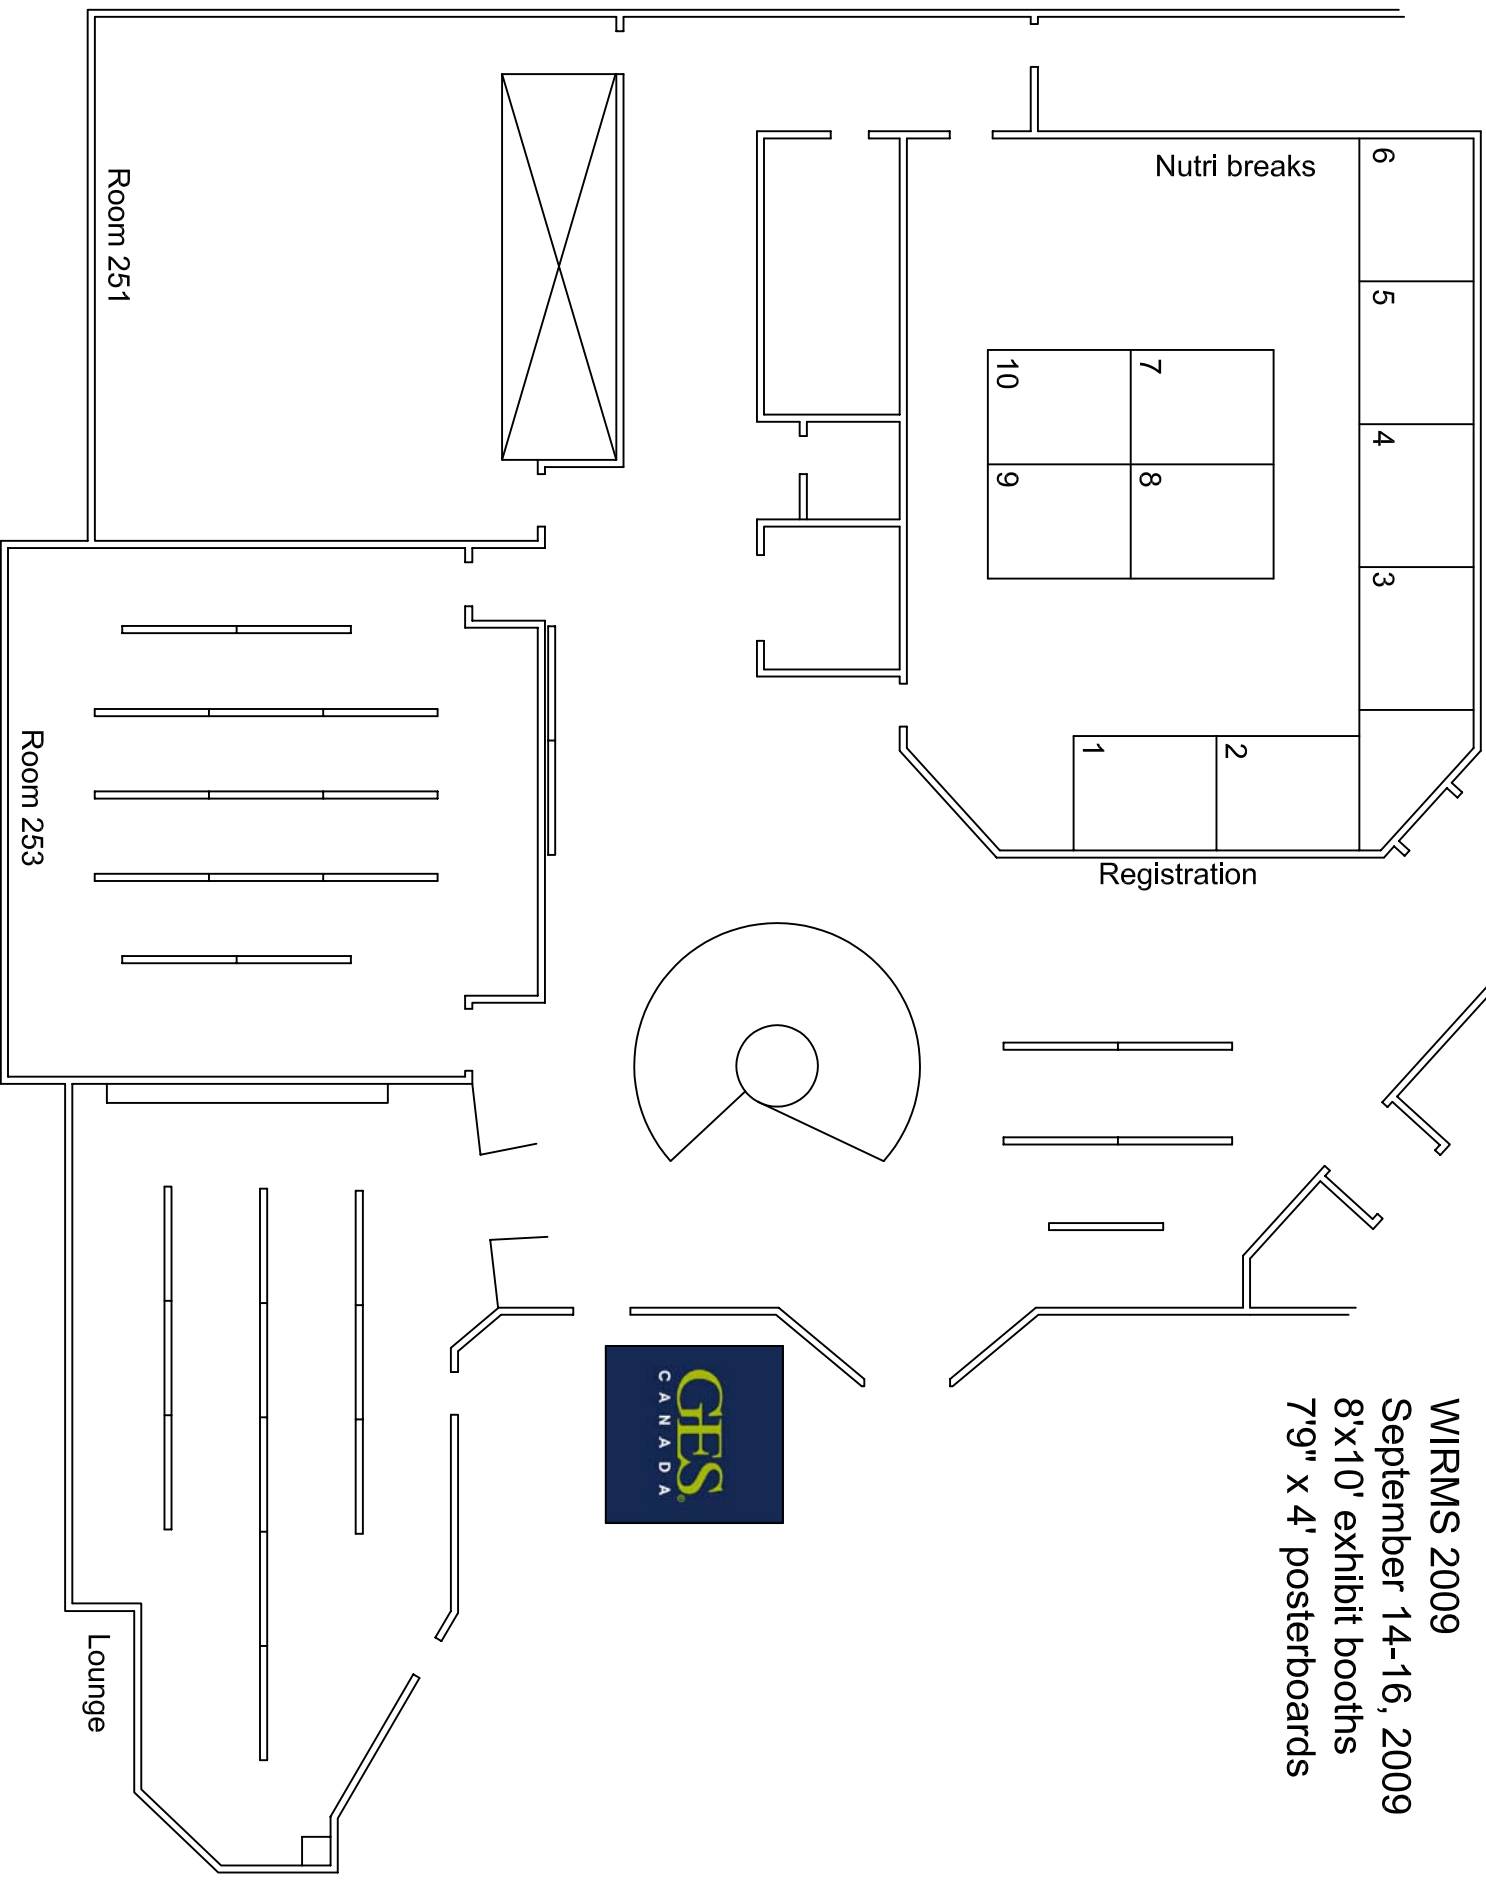 WIRMS 2009
September 14-16, 2009
8'x10' exhibit booths
7'9" x 4' posterboards
Nutri breaks
6
5
4
3
7
8
10
9
2
1
Registration
Room 251
Room 253
Lounge
GES®
CANADA